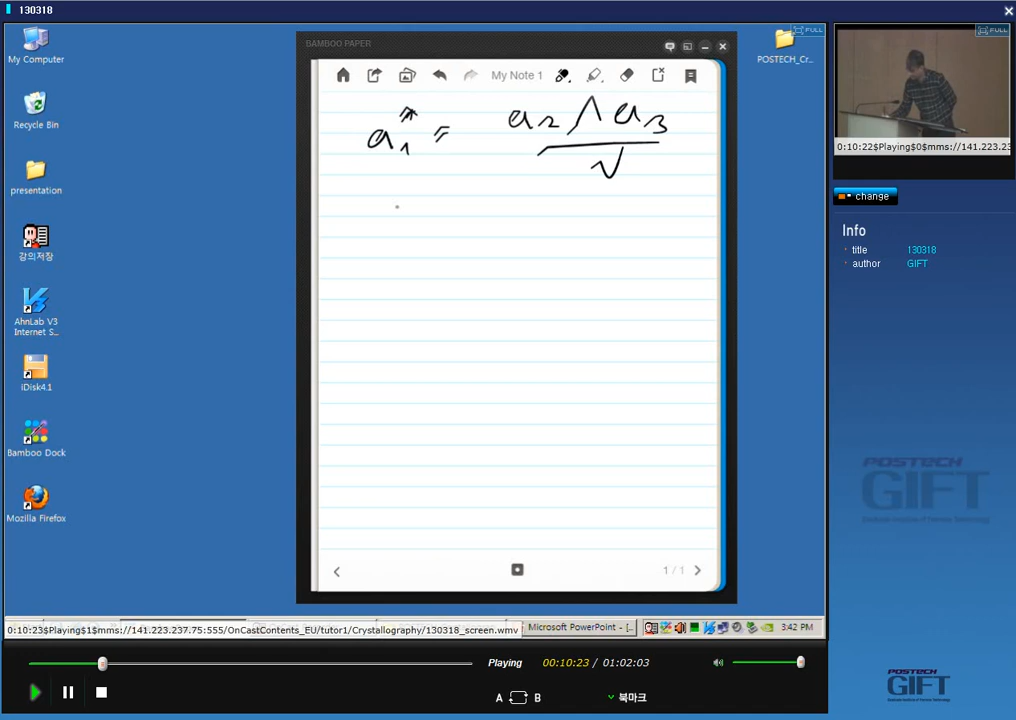 130318
My Computer
Recycle Bin
presentation
강의저장
AhnLab V3
Internet S...
iDisk4.1
Bamboo Dock
Mozilla Firefox
BAMBOO PAPER
My Note 1
a₁* = a₂ ∧ a₃
V
1 / 1
FULL
POSTECH_Cr...
FULL
0:10:22$Playing$0$mms://141.223.23
change
Info
title 130318
author GIFT
POSTECH
GIFT
0:10:23$Playing$1$mms://141.223.237.75:555/OnCastContents_EU/tutor1/Crystallography/130318_screen.wmv
Microsoft PowerPoint - [..
3:42 PM
Playing 00:10:23 / 01:02:03
A B 북마크
POSTECH
GIFT